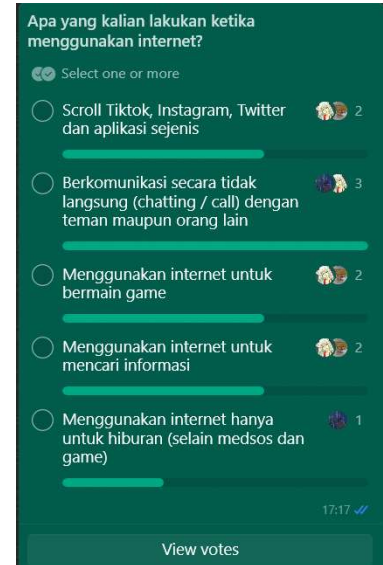 Apa yang kalian lakukan ketika
menggunakan internet?
Select one or more
Scroll Tiktok, Instagram, Twitter 2
dan aplikasi sejenis
Berkomunikasi secara tidak 3
langsung (chatting / call) dengan
teman maupun orang lain
Menggunakan internet untuk 2
bermain game
Menggunakan internet untuk 2
mencari informasi
Menggunakan internet hanya 1
untuk hiburan (selain medsos dan
game)
17:17
View votes